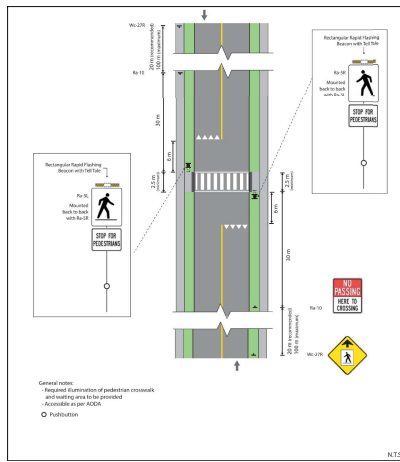 Wc-27R
20 m (recommended)
100 m (maximum)
Ra-10
30 m
6 m
2.5 m
(minimum)
Rectangular Rapid Flashing
Beacon with Tell Tale
Ra-5R
Mounted
back to back
with Ra-5L
STOP FOR
PEDESTRIANS
Rectangular Rapid Flashing
Beacon with Tell Tale
Ra-5L
Mounted
back to back
with Ra-5R
STOP FOR
PEDESTRIANS
2.5 m
(minimum)
6 m
30 m
Ra-10
20 m (recommended)
100 m (maximum)
Wc-27R
NO
PASSING
HERE TO
CROSSING
General notes:
- Required illumination of pedestrian crosswalk
and waiting area to be provided
- Accessible as per AODA
Pushbutton
N.T.S